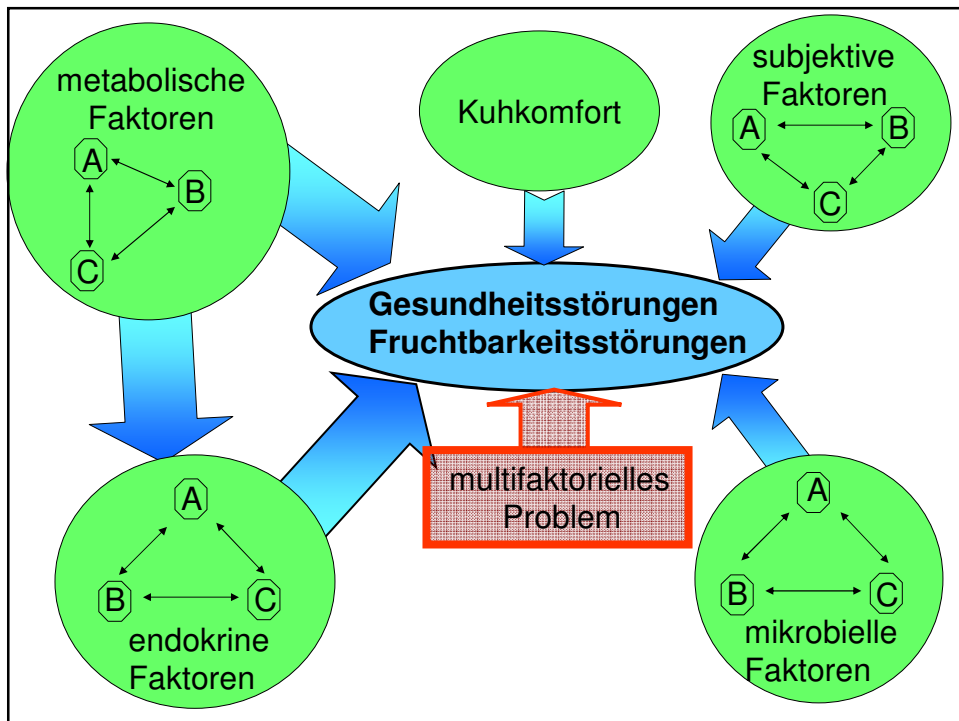 metabolische
Faktoren
A
B
C
Kuhkomfort
subjektive
Faktoren
A
B
C
Gesundheitsstörungen
Fruchtbarkeitsstörungen
multifaktorielles
Problem
A
B
C
endokrine
Faktoren
A
B
C
mikrobielle
Faktoren